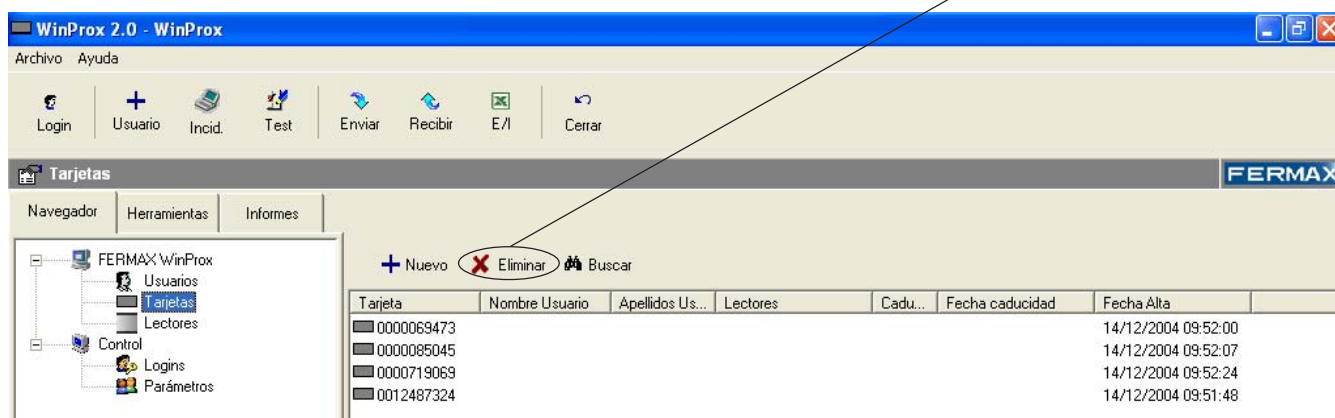 WinProx 2.0 - WinProx
Archivo Ayuda
Login Usuario Incid. Test Enviar Recibir E/I Cerrar
Tarjetas FERMAX
Navegador Herramientas Informes
FERMAX WinProx
Usuarios
Tarjetas
Lectores
Control
Logins
Parámetros
Nuevo Eliminar Buscar
Tarjeta Nombre Usuario Apellidos Us... Lectores Cadu... Fecha caducidad Fecha Alta
0000069473 14/12/2004 09:52:00
0000085045 14/12/2004 09:52:07
0000719069 14/12/2004 09:52:24
0012487324 14/12/2004 09:51:48